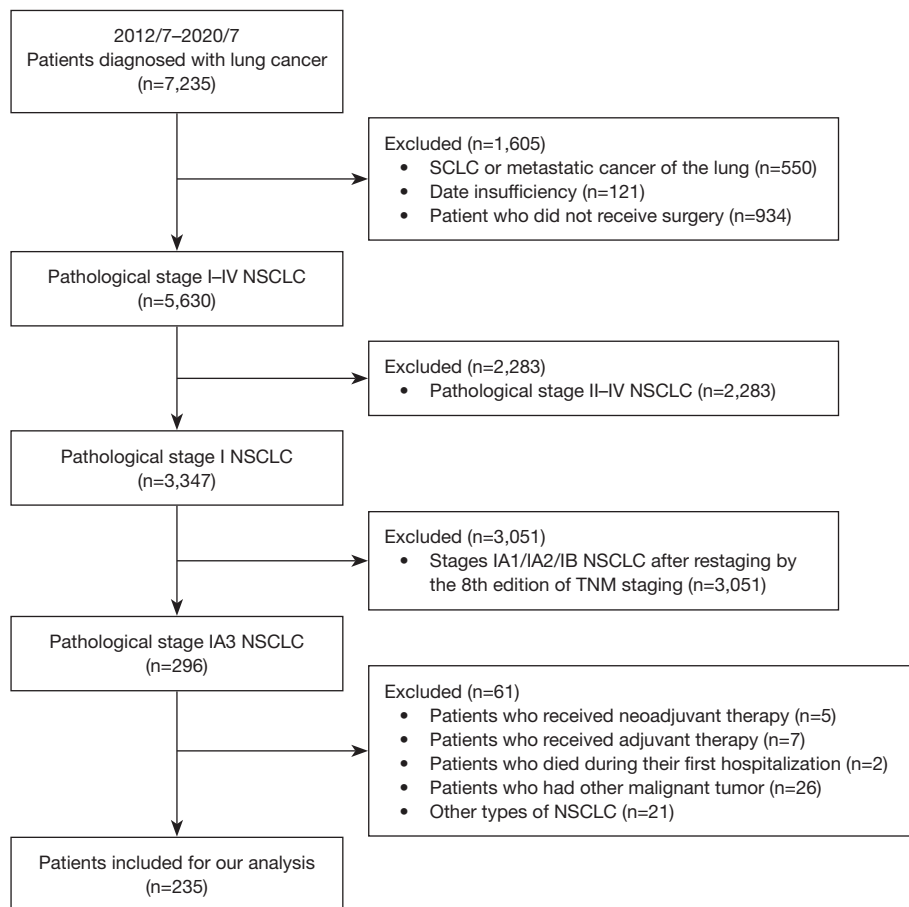 2012/7–2020/7
Patients diagnosed with lung cancer
(n=7,235)
Excluded (n=1,605)
• SCLC or metastatic cancer of the lung (n=550)
• Date insufficiency (n=121)
• Patient who did not receive surgery (n=934)
Pathological stage I–IV NSCLC
(n=5,630)
Excluded (n=2,283)
• Pathological stage II–IV NSCLC (n=2,283)
Pathological stage I NSCLC
(n=3,347)
Excluded (n=3,051)
• Stages IA1/IA2/IB NSCLC after restaging by
the 8th edition of TNM staging (n=3,051)
Pathological stage IA3 NSCLC
(n=296)
Excluded (n=61)
• Patients who received neoadjuvant therapy (n=5)
• Patients who received adjuvant therapy (n=7)
• Patients who died during their first hospitalization (n=2)
• Patients who had other malignant tumor (n=26)
• Other types of NSCLC (n=21)
Patients included for our analysis
(n=235)